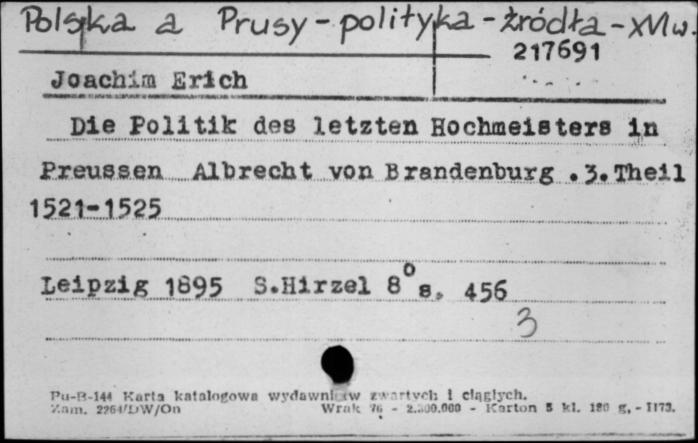 Polska a Prusy - polityka - źródła - XVI w.
217691
Joachim Erich
Die Politik des letzten Hochmeisters in
Preussen Albrecht von Brandenburg .3.Theil
1521-1525
Leipzig 1895 S.Hirzel 8° s. 456
3
Pu-B-144 Karta katalogowa wydawnictw zwartych i ciągłych.
Zam. 2264/DW/On Wrak 76 - 2.300.000 - Karton 5 kl. 180 g. - 1173.